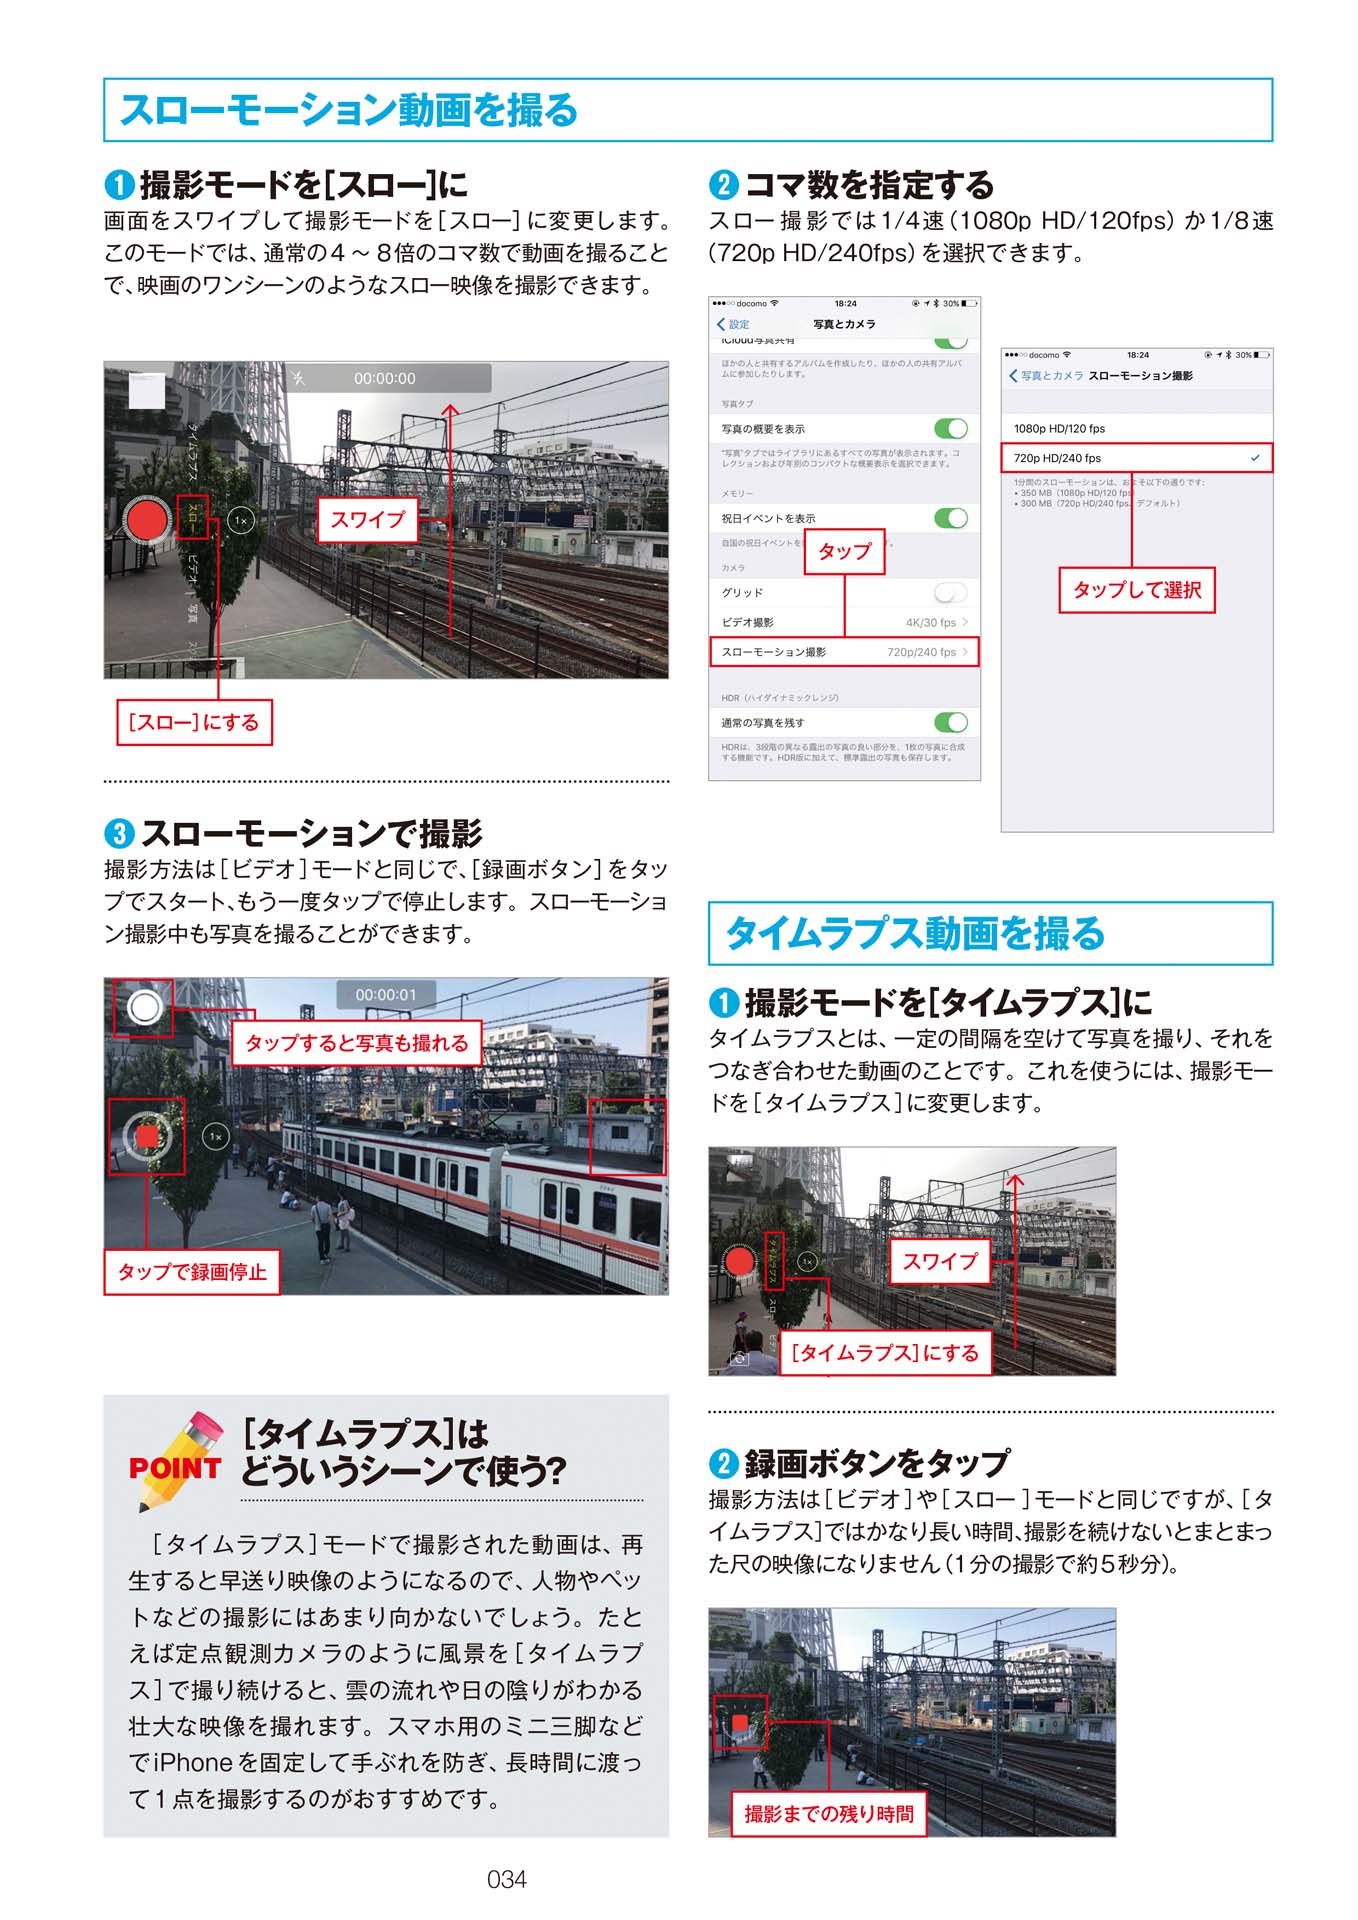 スローモーション動画を撮る
❶撮影モードを[スロー]に
画面をスワイプして撮影モードを[スロー]に変更します。
このモードでは、通常の4～8倍のコマ数で動画を撮ること
で、映画のワンシーンのようなスロー映像を撮影できます。
00:00:00
タイムラプス
スロー
ビデオ
写真
1×
スワイプ
[スロー]にする
❷コマ数を指定する
スロー撮影では1/4速(1080p HD/120fps)か1/8速
(720p HD/240fps)を選択できます。
docomo 18:24 30%
設定 写真とカメラ
iCloud写真共有
ほかの人と共有するアルバムを作成したり、ほかの人の共有アルバ
ムに参加したりします。
写真タブ
写真の概要を表示
"写真"タブではライブラリにあるすべての写真が表示されます。コ
レクションおよび年別のコンパクトな概要表示を選択できます。
メモリー
祝日イベントを表示
自国の祝日イベントを
す。
タップ
カメラ
グリッド
ビデオ撮影 4K/30 fps
スローモーション撮影 720p/240 fps
HDR（ハイダイナミックレンジ）
通常の写真を残す
HDRは、3段階の異なる露出の写真の良い部分を、1枚の写真に合成
する機能です。HDR版に加えて、標準露出の写真も保存します。
docomo 18:24 30%
写真とカメラ スローモーション撮影
1080p HD/120 fps
720p HD/240 fps
1分間のスローモーションは、およそ以下の通りです:
• 350 MB（1080p HD/120 fps
• 300 MB（720p HD/240 fps、デフォルト）
タップして選択
❸スローモーションで撮影
撮影方法は[ビデオ]モードと同じで、[録画ボタン]をタッ
プでスタート、もう一度タップで停止します。スローモーショ
ン撮影中も写真を撮ることができます。
00:00:01
タップすると写真も撮れる
1×
タップで録画停止
POINT
[タイムラプス]は
どういうシーンで使う?
[タイムラプス]モードで撮影された動画は、再
生すると早送り映像のようになるので、人物やペッ
トなどの撮影にはあまり向かないでしょう。たと
えば定点観測カメラのように風景を[タイムラプ
ス]で撮り続けると、雲の流れや日の陰りがわかる
壮大な映像を撮れます。スマホ用のミニ三脚など
でiPhoneを固定して手ぶれを防ぎ、長時間に渡っ
て1点を撮影するのがおすすめです。
タイムラプス動画を撮る
❶撮影モードを[タイムラプス]に
タイムラプスとは、一定の間隔を空けて写真を撮り、それを
つなぎ合わせた動画のことです。これを使うには、撮影モー
ドを[タイムラプス]に変更します。
タイムラプス
スロー
1×
スワイプ
[タイムラプス]にする
❷録画ボタンをタップ
撮影方法は[ビデオ]や[スロー]モードと同じですが、[タ
イムラプス]ではかなり長い時間、撮影を続けないとまとまっ
た尺の映像になりません(1分の撮影で約5秒分)。
撮影までの残り時間
034